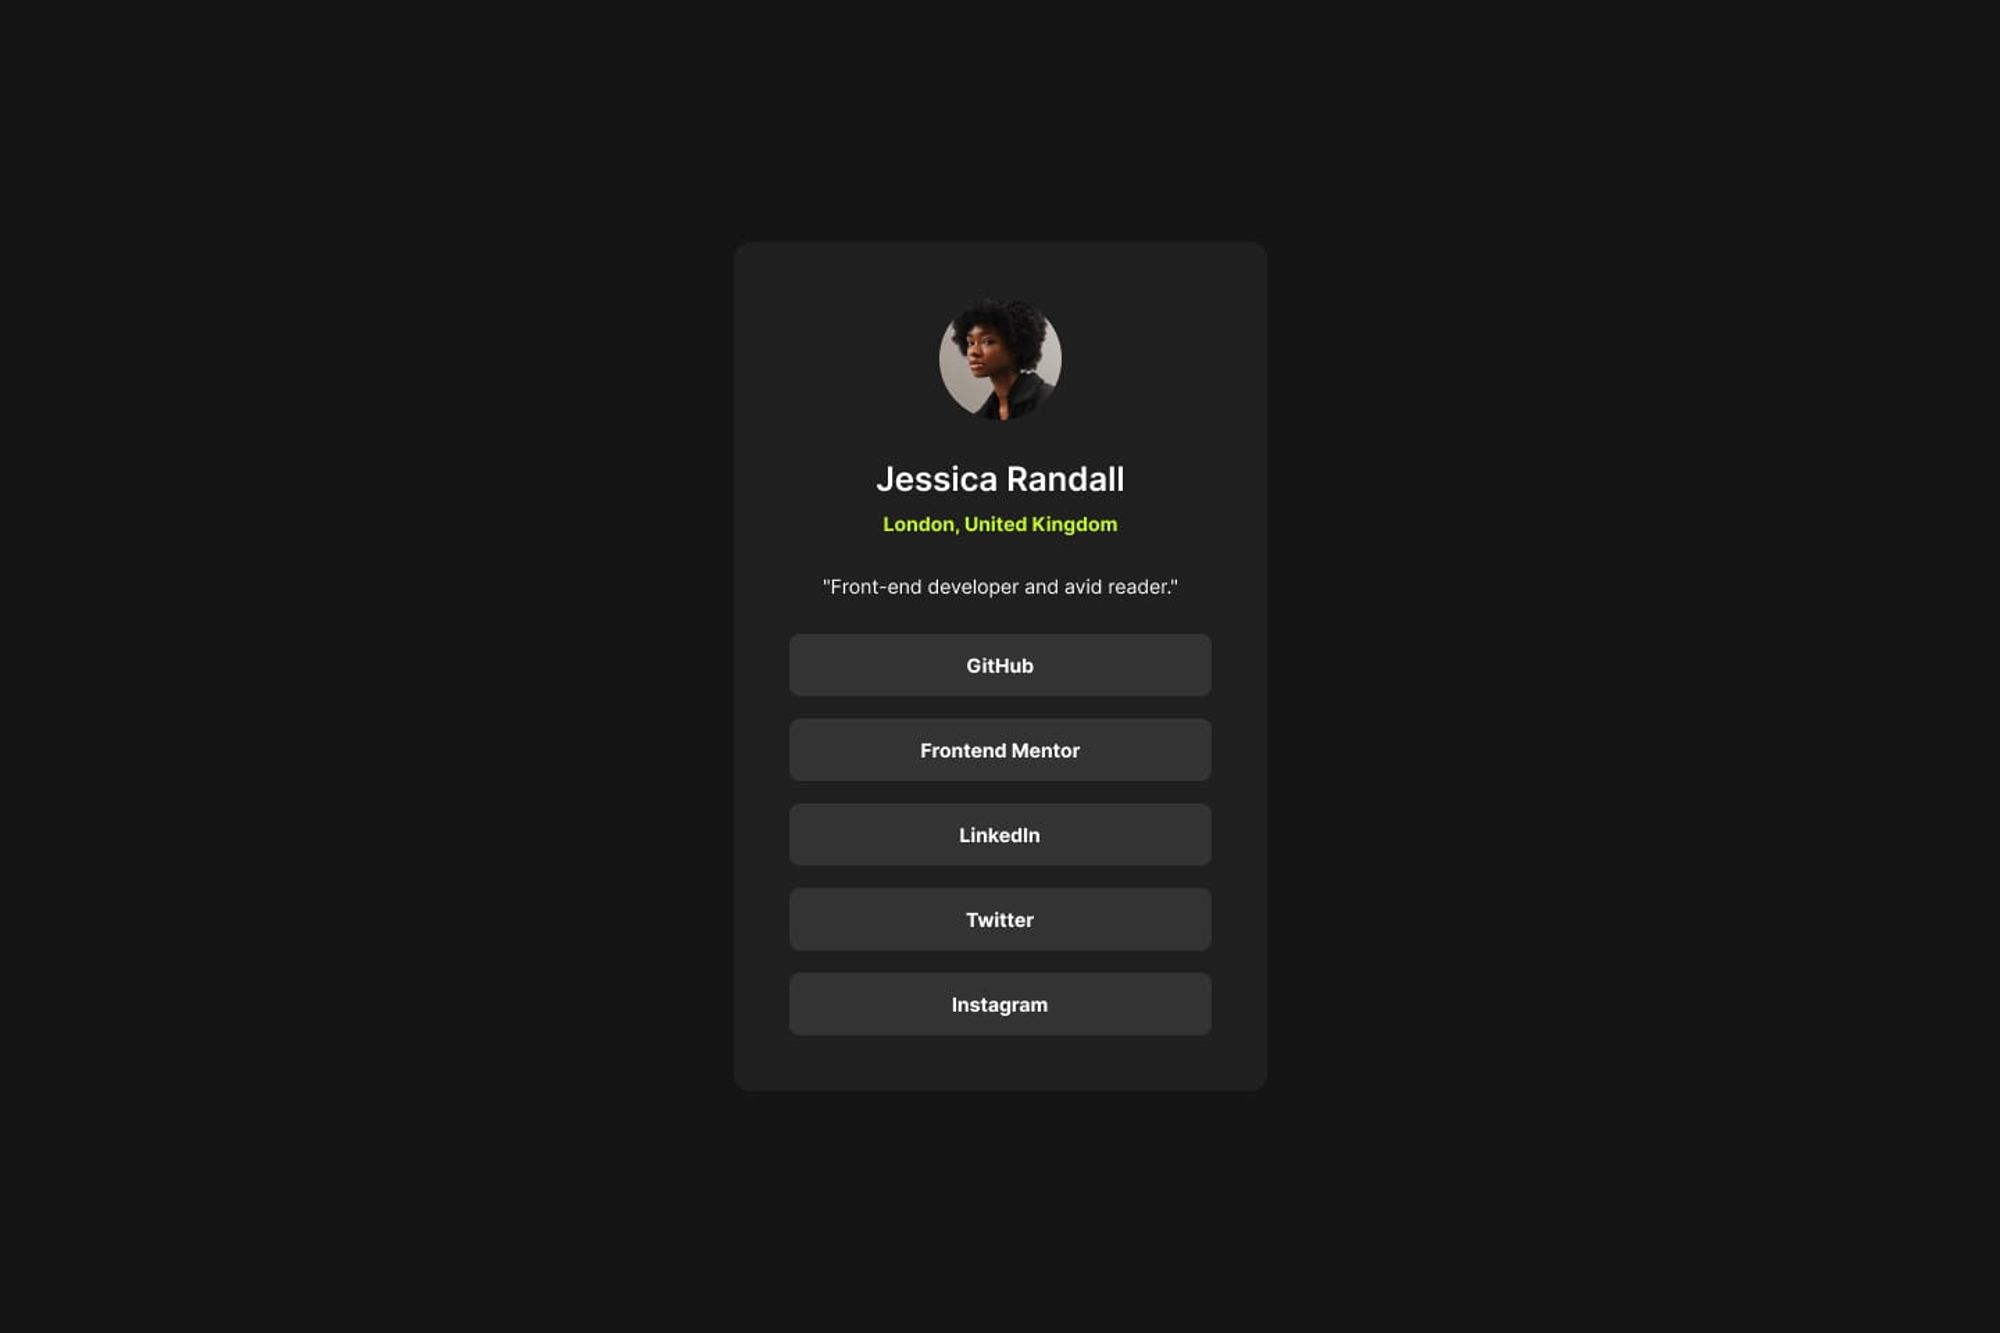 Jessica Randall
London, United Kingdom
"Front-end developer and avid reader."
GitHub
Frontend Mentor
LinkedIn
Twitter
Instagram